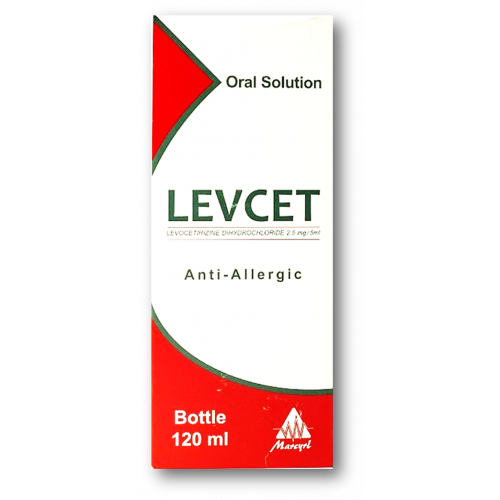 Oral Solution
LEVCET
LEVOCETIRIZINE DIHYDROCHLORIDE 2.5 mg/5ml
Anti-Allergic
Bottle
120 ml
Marcyrl